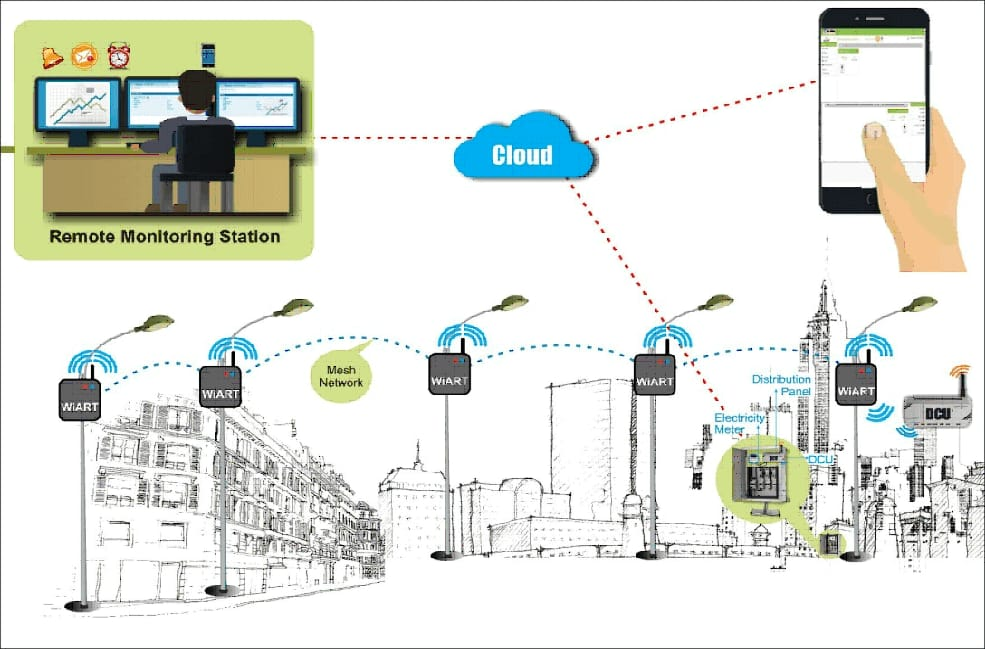 Cloud
Remote Monitoring Station
Mesh
Network
WiART
WiART
WiART
WiART
WiART
Distribution
Panel
Electricity
Meter
DCU
DCU